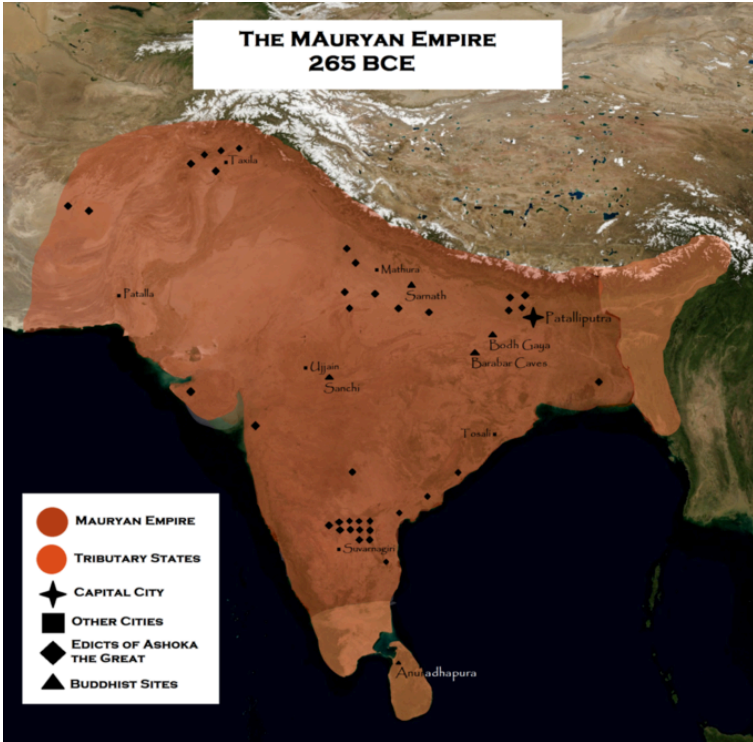 The MAuryan Empire
265 BCE
Taxila
Mathura
Patalla
Sarnath
Patalliputra
Bodh Gaya
Barabar Caves
Ujjain
Sanchi
Tosali
Mauryan Empire
Tributary States
Capital City
Other Cities
Edicts of Ashoka
the Great
Buddhist Sites
Suvarnagiri
Anuradhapura